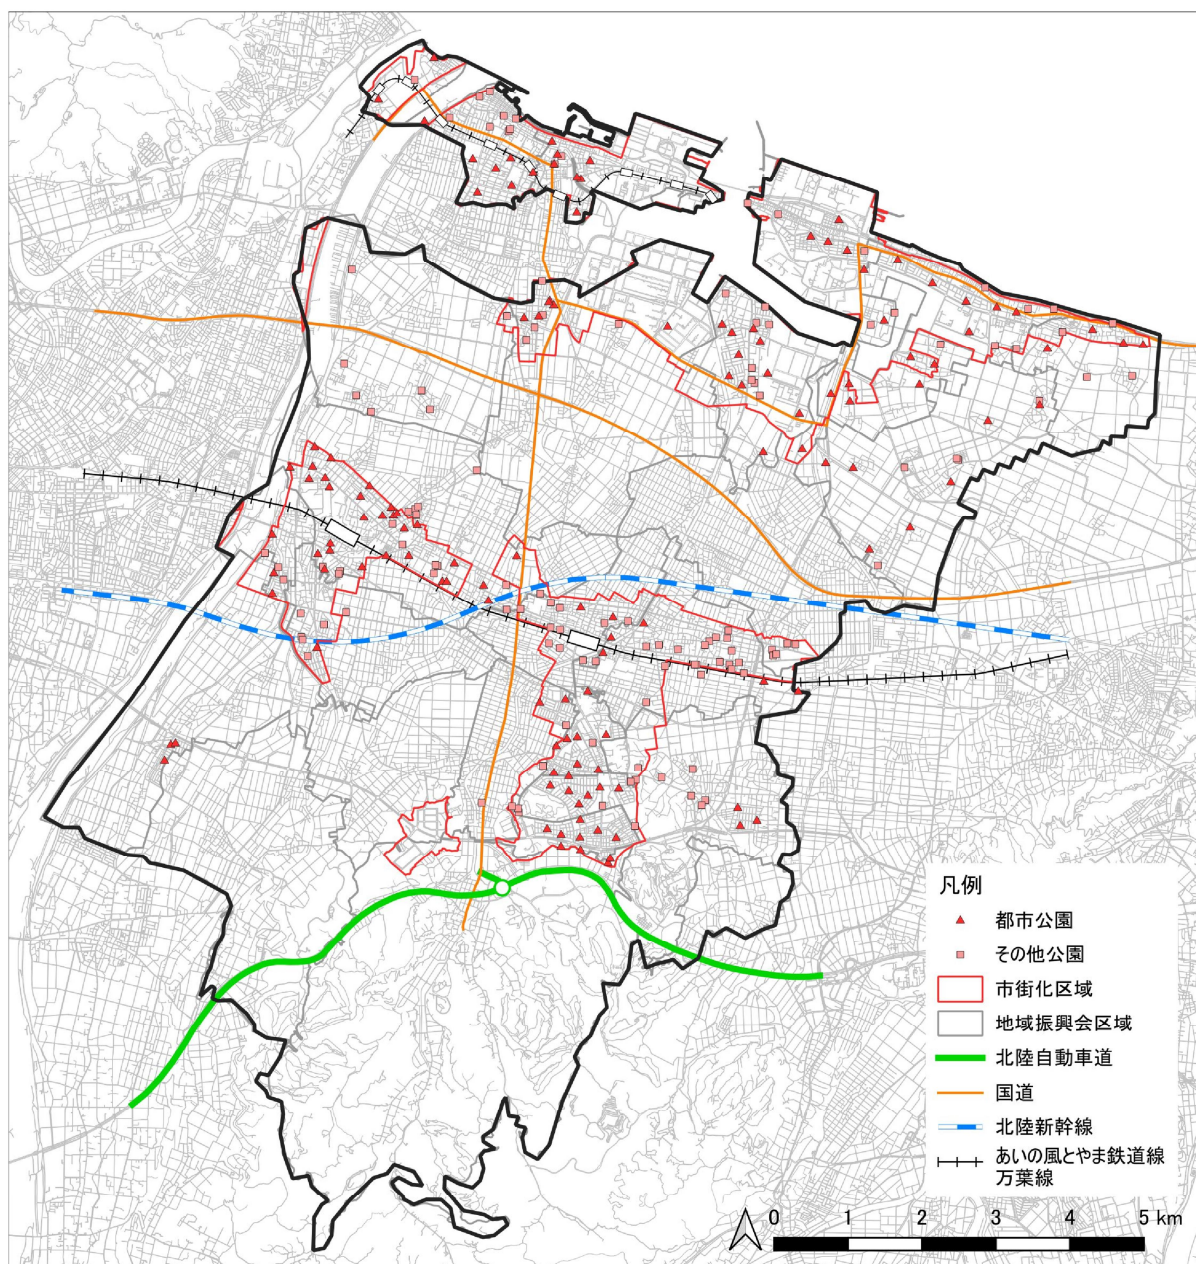 凡例
都市公園
その他公園
市街化区域
地域振興会区域
北陸自動車道
国道
北陸新幹線
あいの風とやま鉄道線
万葉線
0 1 2 3 4 5 km